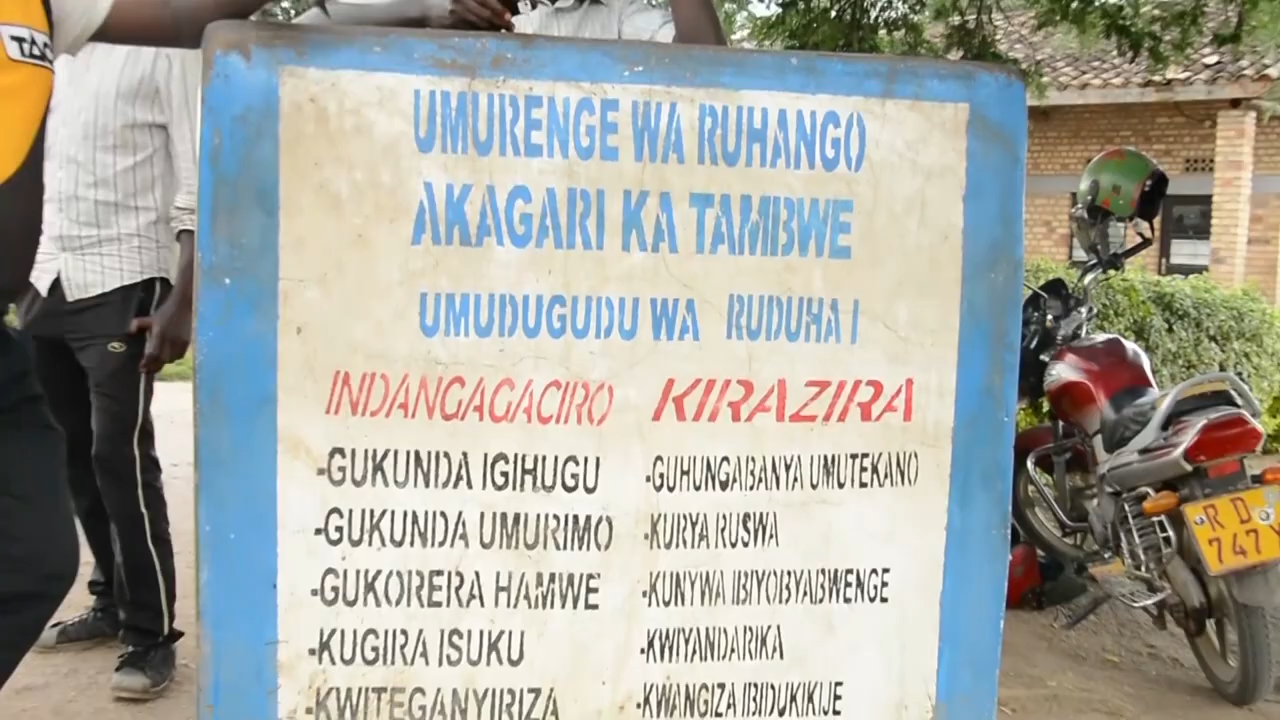 UMURENGE WA RUHANGO
AKAGARI KA TAMBWE
UMUDUGUDU WA RUDUHA I
INDANGAGACIRO KIRAZIRA
-GUKUNDA IGIHUGU -GUHUNGABANYA UMUTEKANO
-GUKUNDA UMURIMO -KURYA RUSWA
-GUKORERA HAMWE -KUNYWA IBIYOBYABWENGE
-KUGIRA ISUKU -KWIYANDARIKA
-KWITEGANYIRIZA -KWANGIZA IBIDUKIKIJE
RD
747